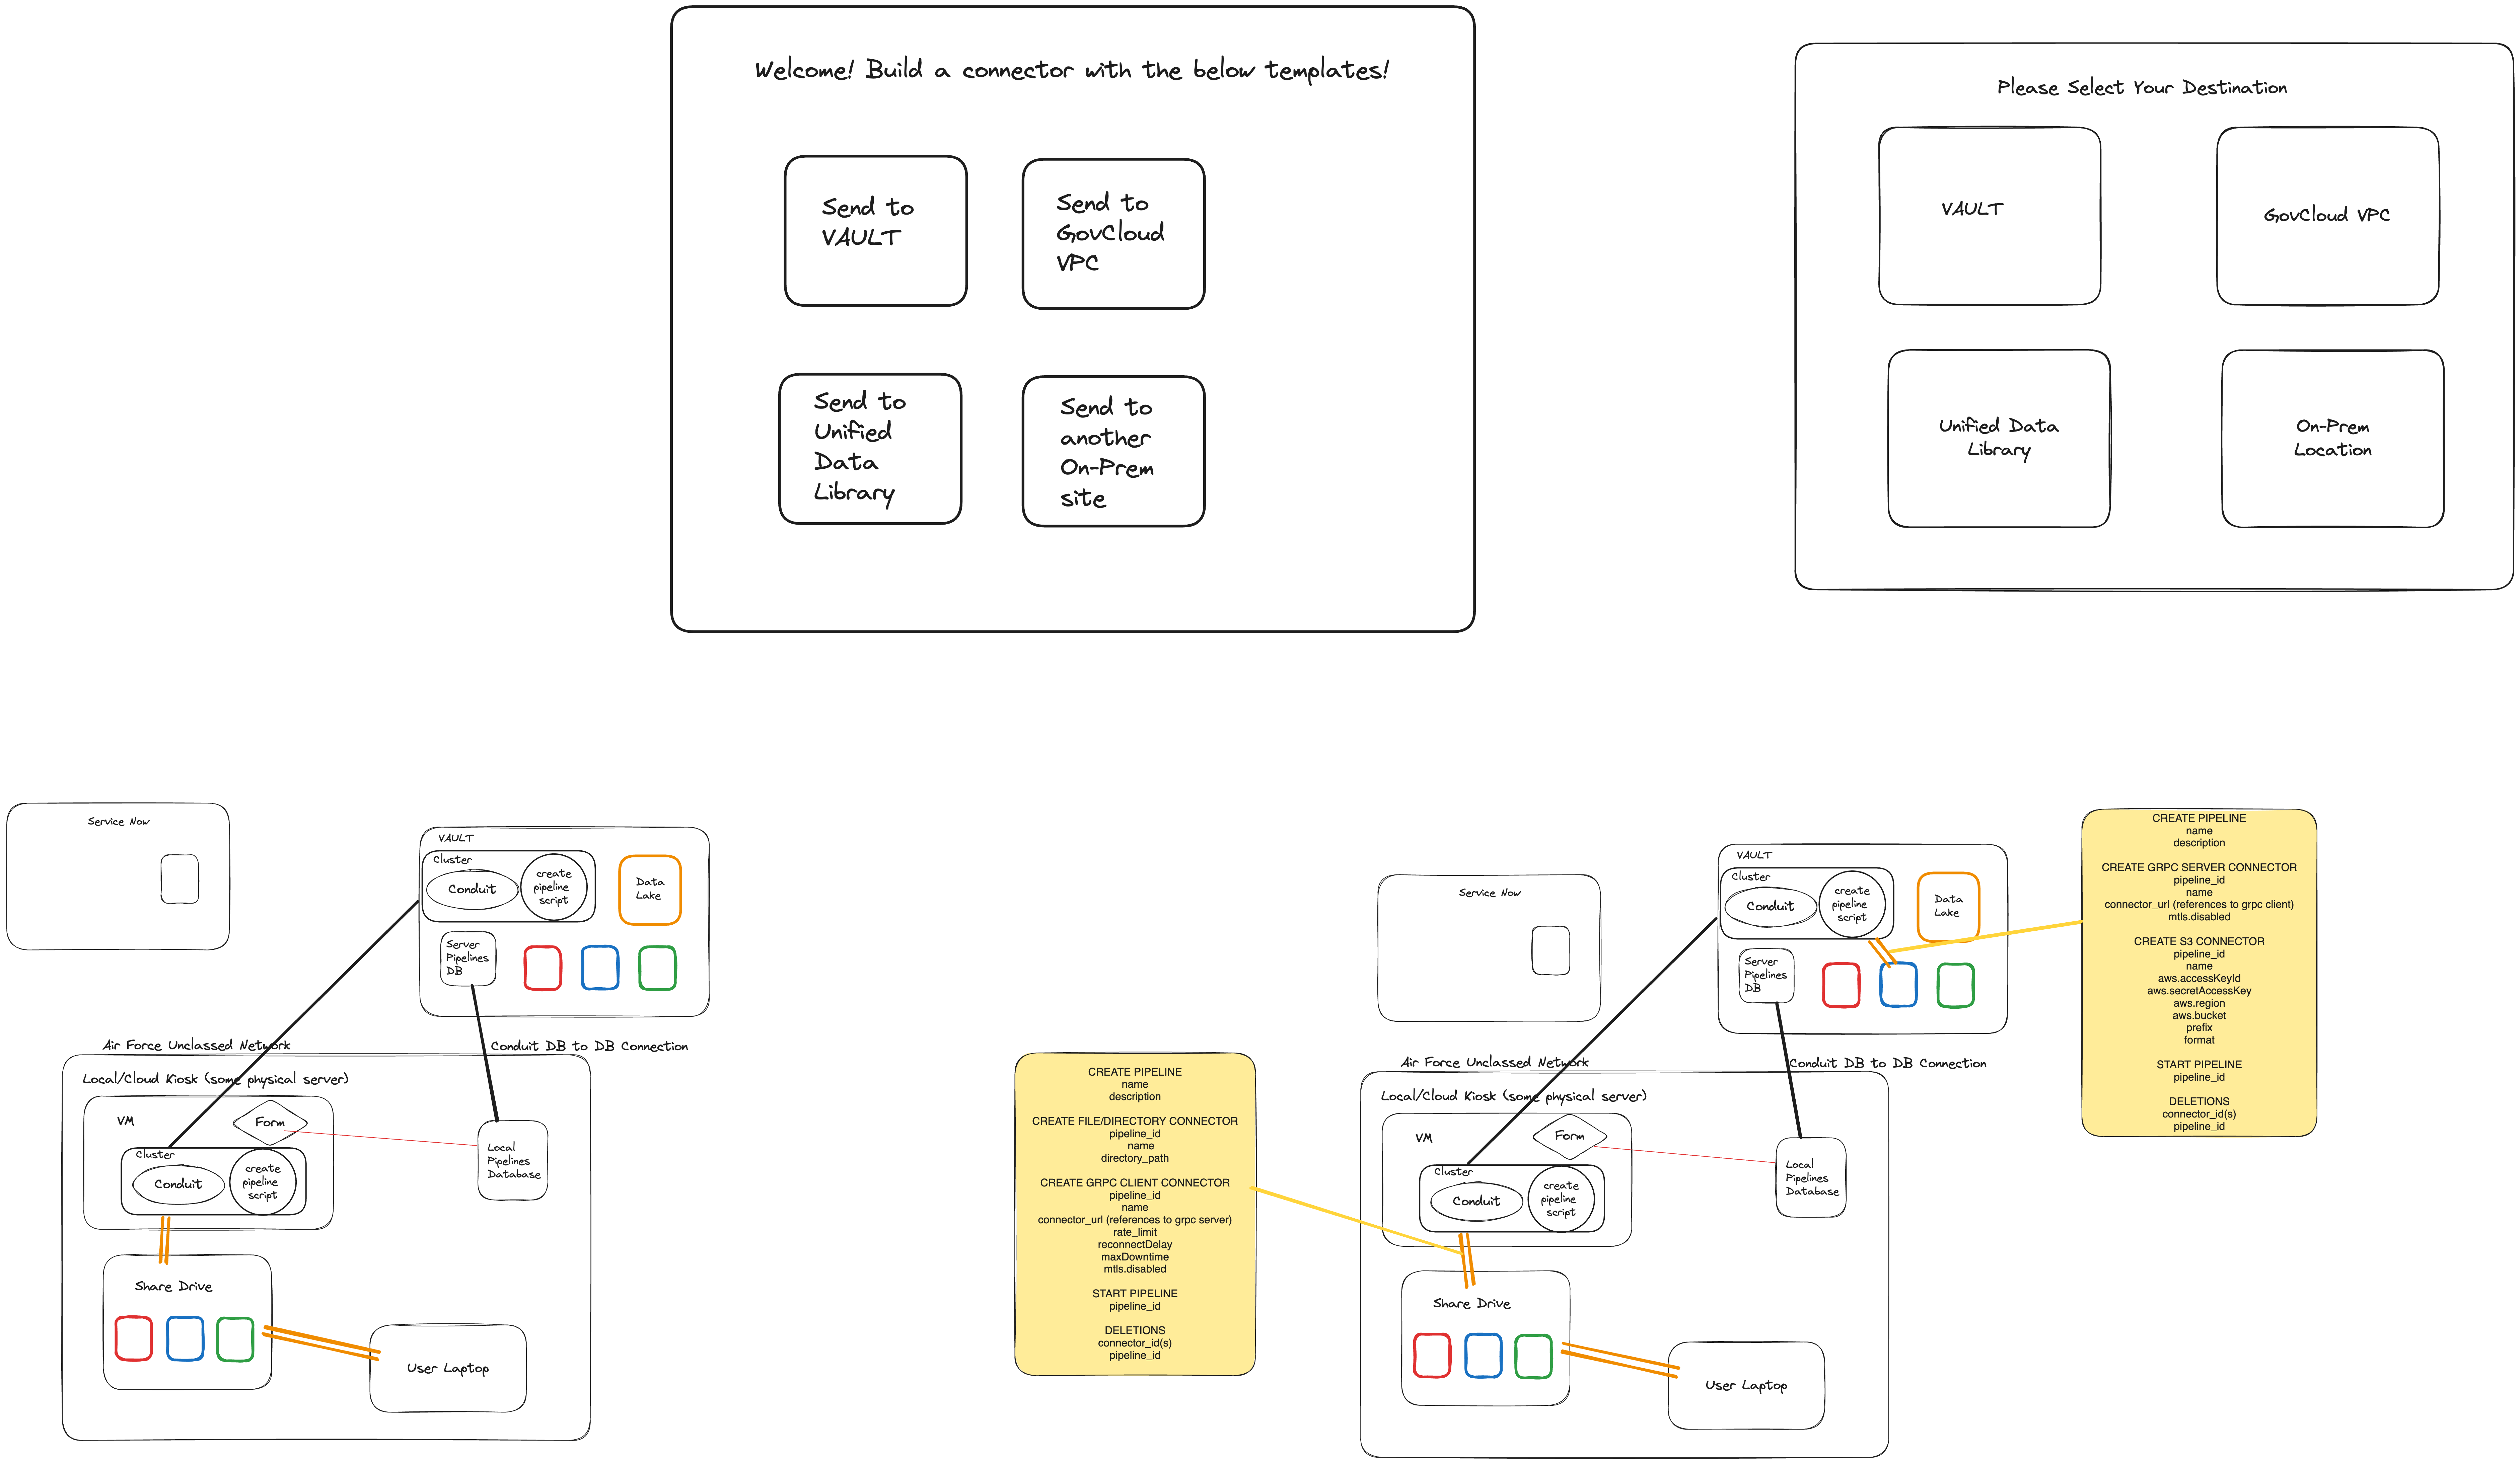 Welcome! Build a connector with the below templates!
Send to
VAULT
Send to
GovCloud
VPC
Send to
Unified
Data
Library
Send to
another
On-Prem
site
Please Select Your Destination
VAULT
GovCloud VPC
Unified Data
Library
On-Prem
Location
Service Now
VAULT
Cluster
Conduit
create
pipeline
script
Data
Lake
Server
Pipelines
DB
Air Force Unclassed Network
Conduit DB to DB Connection
Local/Cloud Kiosk (some physical server)
VM
Form
Cluster
Conduit
create
pipeline
script
Local
Pipelines
Database
Share Drive
User Laptop
CREATE PIPELINE
name
description
CREATE FILE/DIRECTORY CONNECTOR
pipeline_id
name
directory_path
CREATE GRPC CLIENT CONNECTOR
pipeline_id
name
connector_url (references to grpc server)
rate_limit
reconnectDelay
maxDowntime
mtls.disabled
START PIPELINE
pipeline_id
DELETIONS
connector_id(s)
pipeline_id
Service Now
VAULT
Cluster
Conduit
create
pipeline
script
Data
Lake
Server
Pipelines
DB
Air Force Unclassed Network
Conduit DB to DB Connection
Local/Cloud Kiosk (some physical server)
VM
Form
Cluster
Conduit
create
pipeline
script
Local
Pipelines
Database
Share Drive
User Laptop
CREATE PIPELINE
name
description
CREATE GRPC SERVER CONNECTOR
pipeline_id
name
connector_url (references to grpc client)
mtls.disabled
CREATE S3 CONNECTOR
pipeline_id
name
aws.accessKeyId
aws.secretAccessKey
aws.region
aws.bucket
prefix
format
START PIPELINE
pipeline_id
DELETIONS
connector_id(s)
pipeline_id